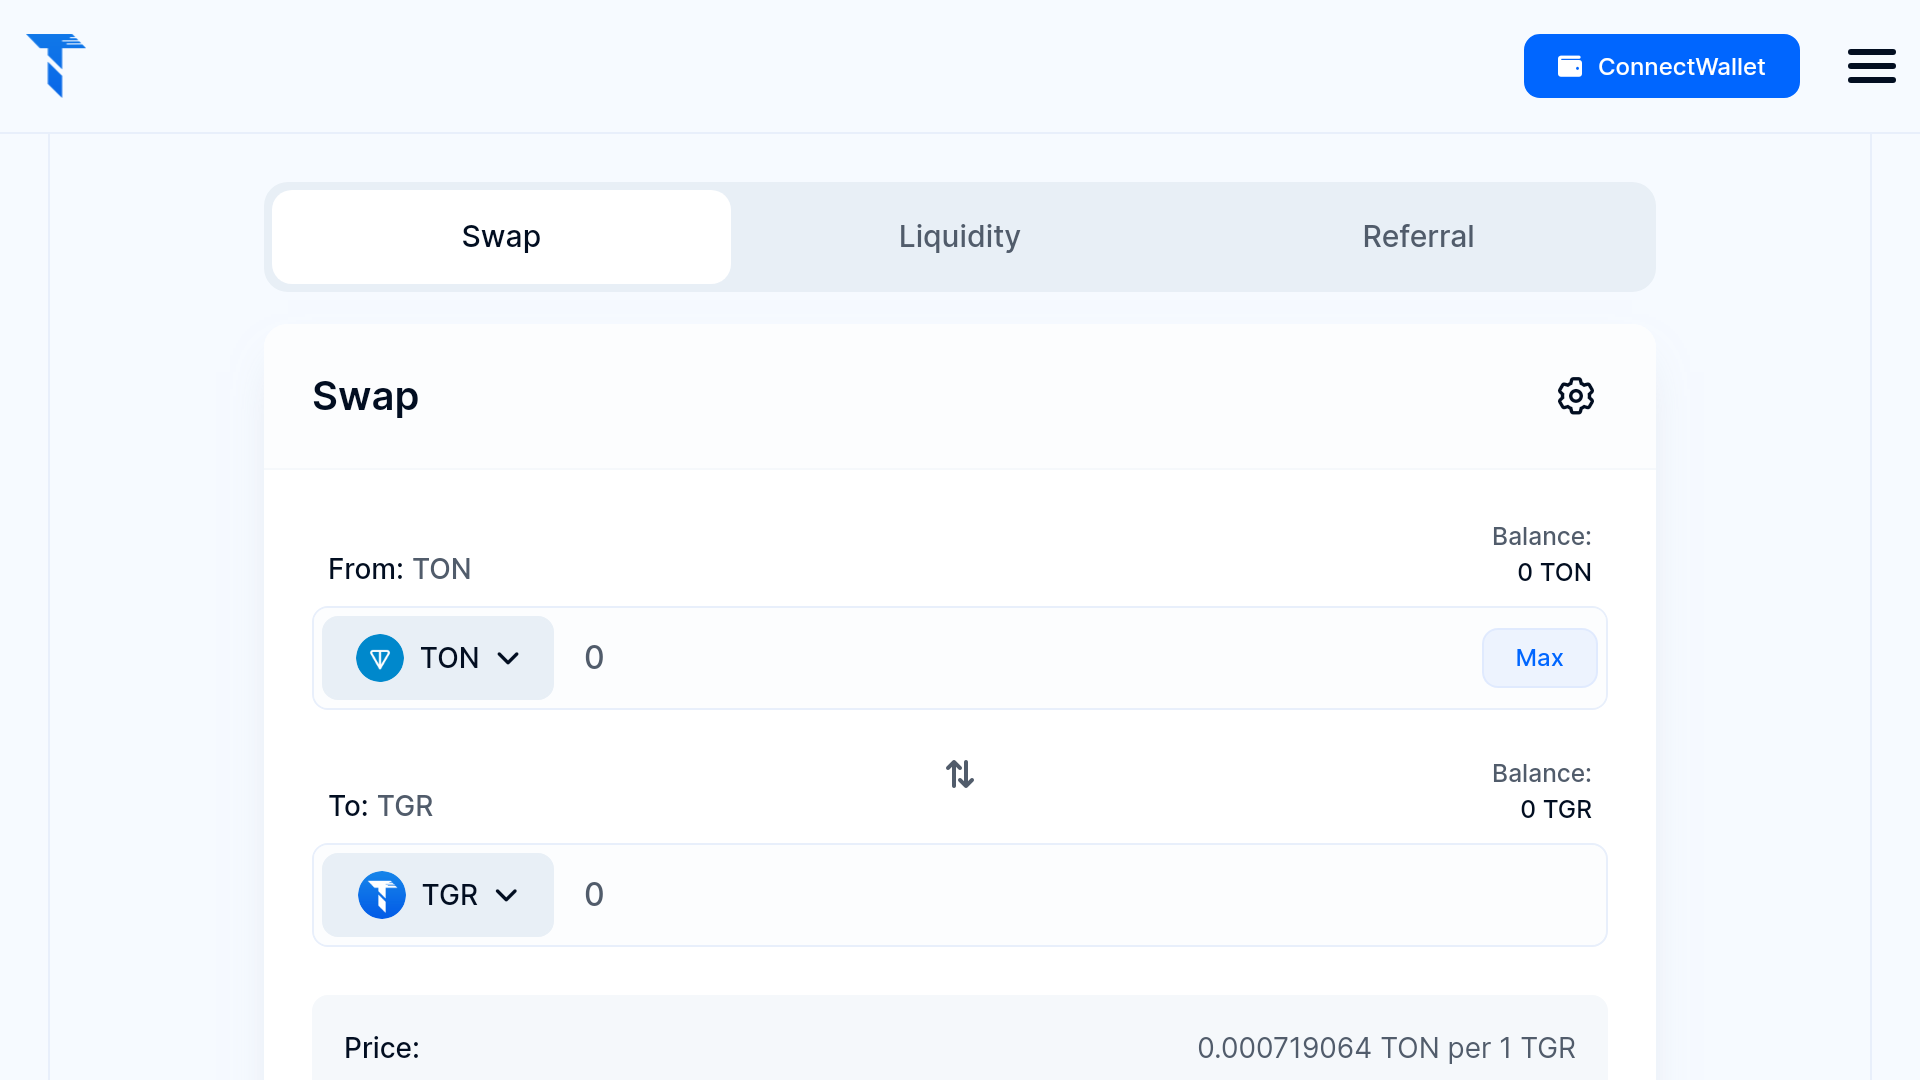 ConnectWallet
Swap
Liquidity
Referral
Swap
From: TON
Balance:
0 TON
TON
0
Max
To: TGR
Balance:
0 TGR
TGR
0
Price:
0.000719064 TON per 1 TGR